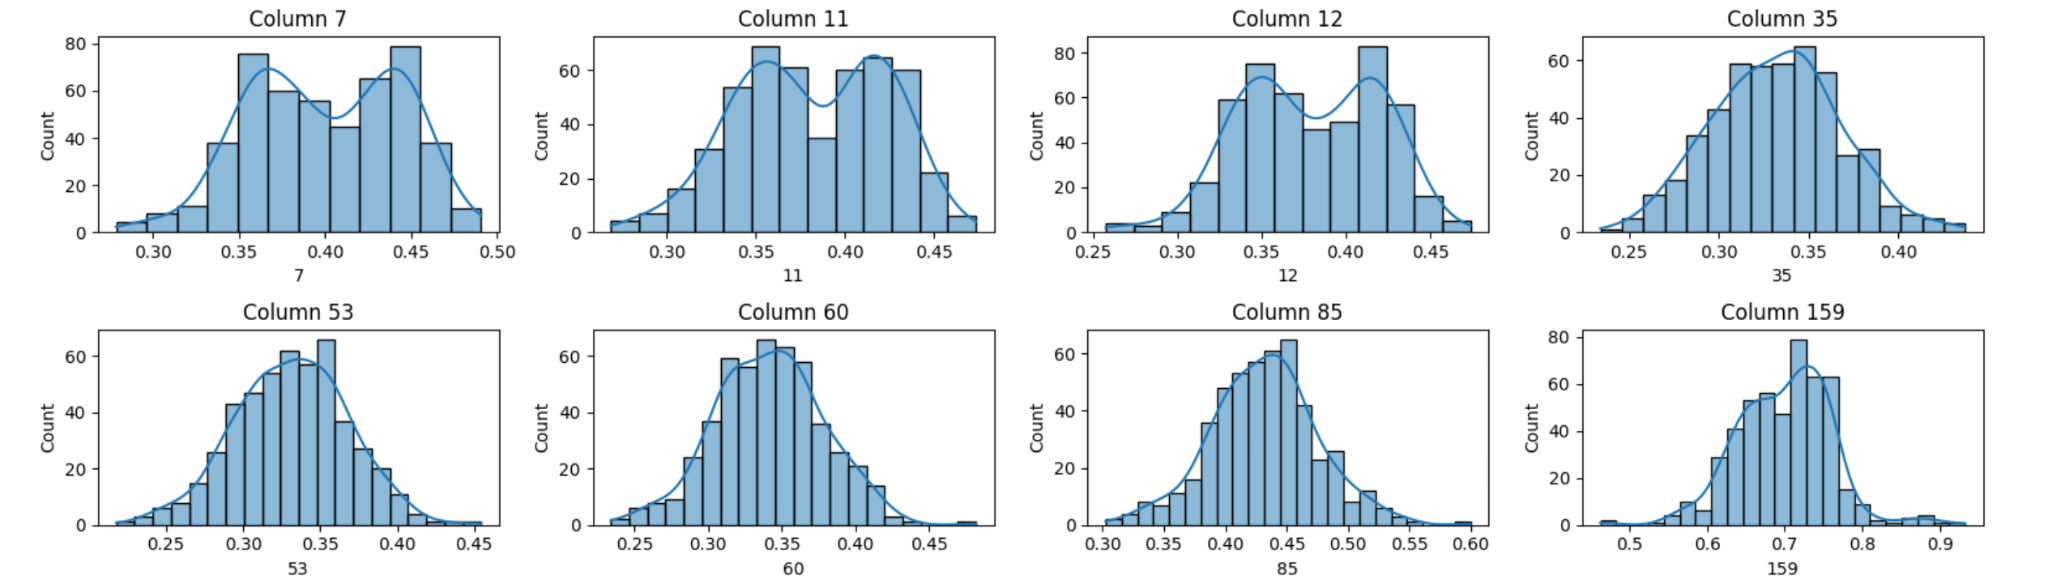 Column 7
Column 11
Column 12
Column 35
80
60
40
20
0
Count
0.30 0.35 0.40 0.45 0.50
7
60
40
20
0
Count
0.30 0.35 0.40 0.45
11
80
60
40
20
0
Count
0.25 0.30 0.35 0.40 0.45
12
60
40
20
0
Count
0.25 0.30 0.35 0.40
35
Column 53
Column 60
Column 85
Column 159
60
40
20
0
Count
0.25 0.30 0.35 0.40 0.45
53
60
40
20
0
Count
0.25 0.30 0.35 0.40 0.45
60
60
40
20
0
Count
0.30 0.35 0.40 0.45 0.50 0.55 0.60
85
80
60
40
20
0
Count
0.5 0.6 0.7 0.8 0.9
159